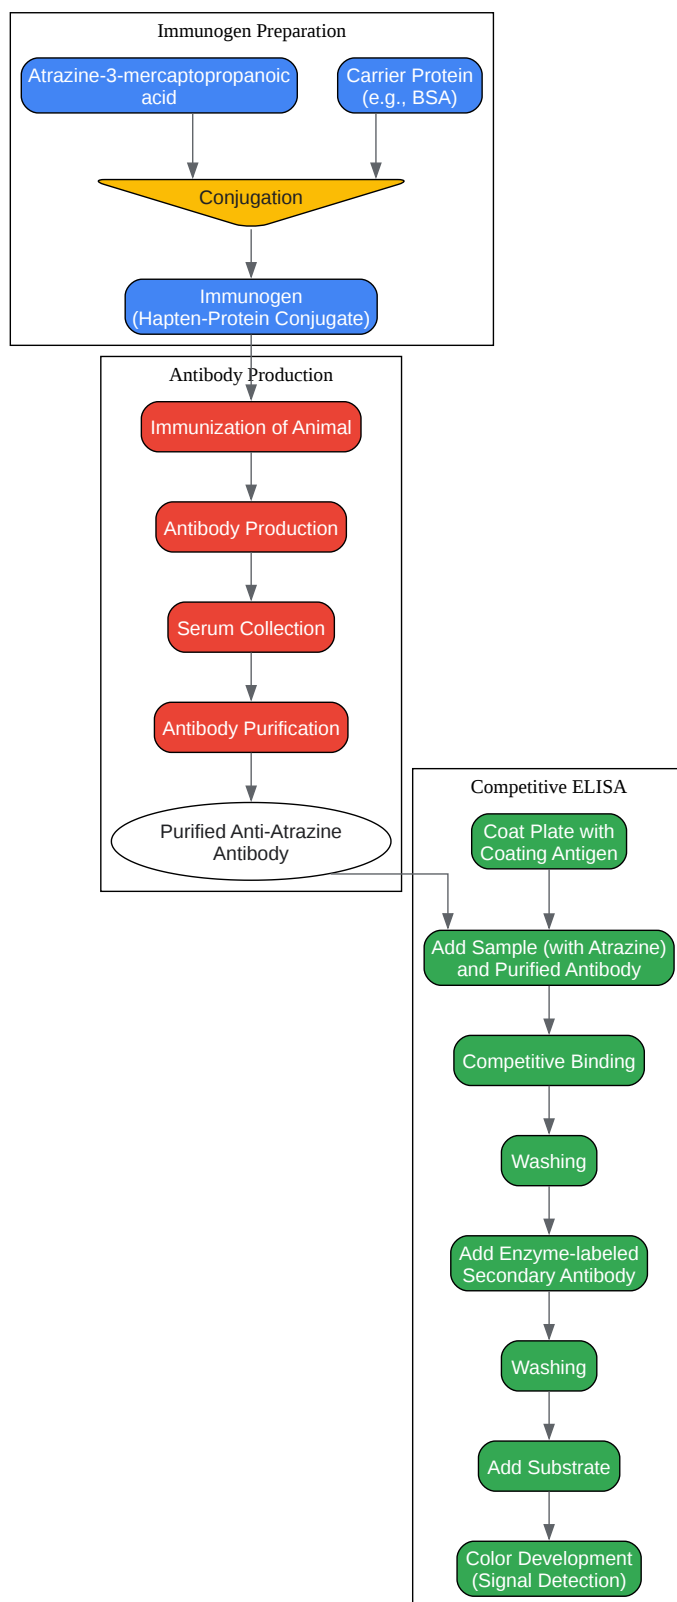 Immunogen Preparation
Atrazine-3-mercaptopropanoic
acid
Carrier Protein
(e.g., BSA)
Conjugation
Immunogen
(Hapten-Protein Conjugate)
Antibody Production
Immunization of Animal
Antibody Production
Serum Collection
Antibody Purification
Purified Anti-Atrazine
Antibody
Competitive ELISA
Coat Plate with
Coating Antigen
Add Sample (with Atrazine)
and Purified Antibody
Competitive Binding
Washing
Add Enzyme-labeled
Secondary Antibody
Washing
Add Substrate
Color Development
(Signal Detection)